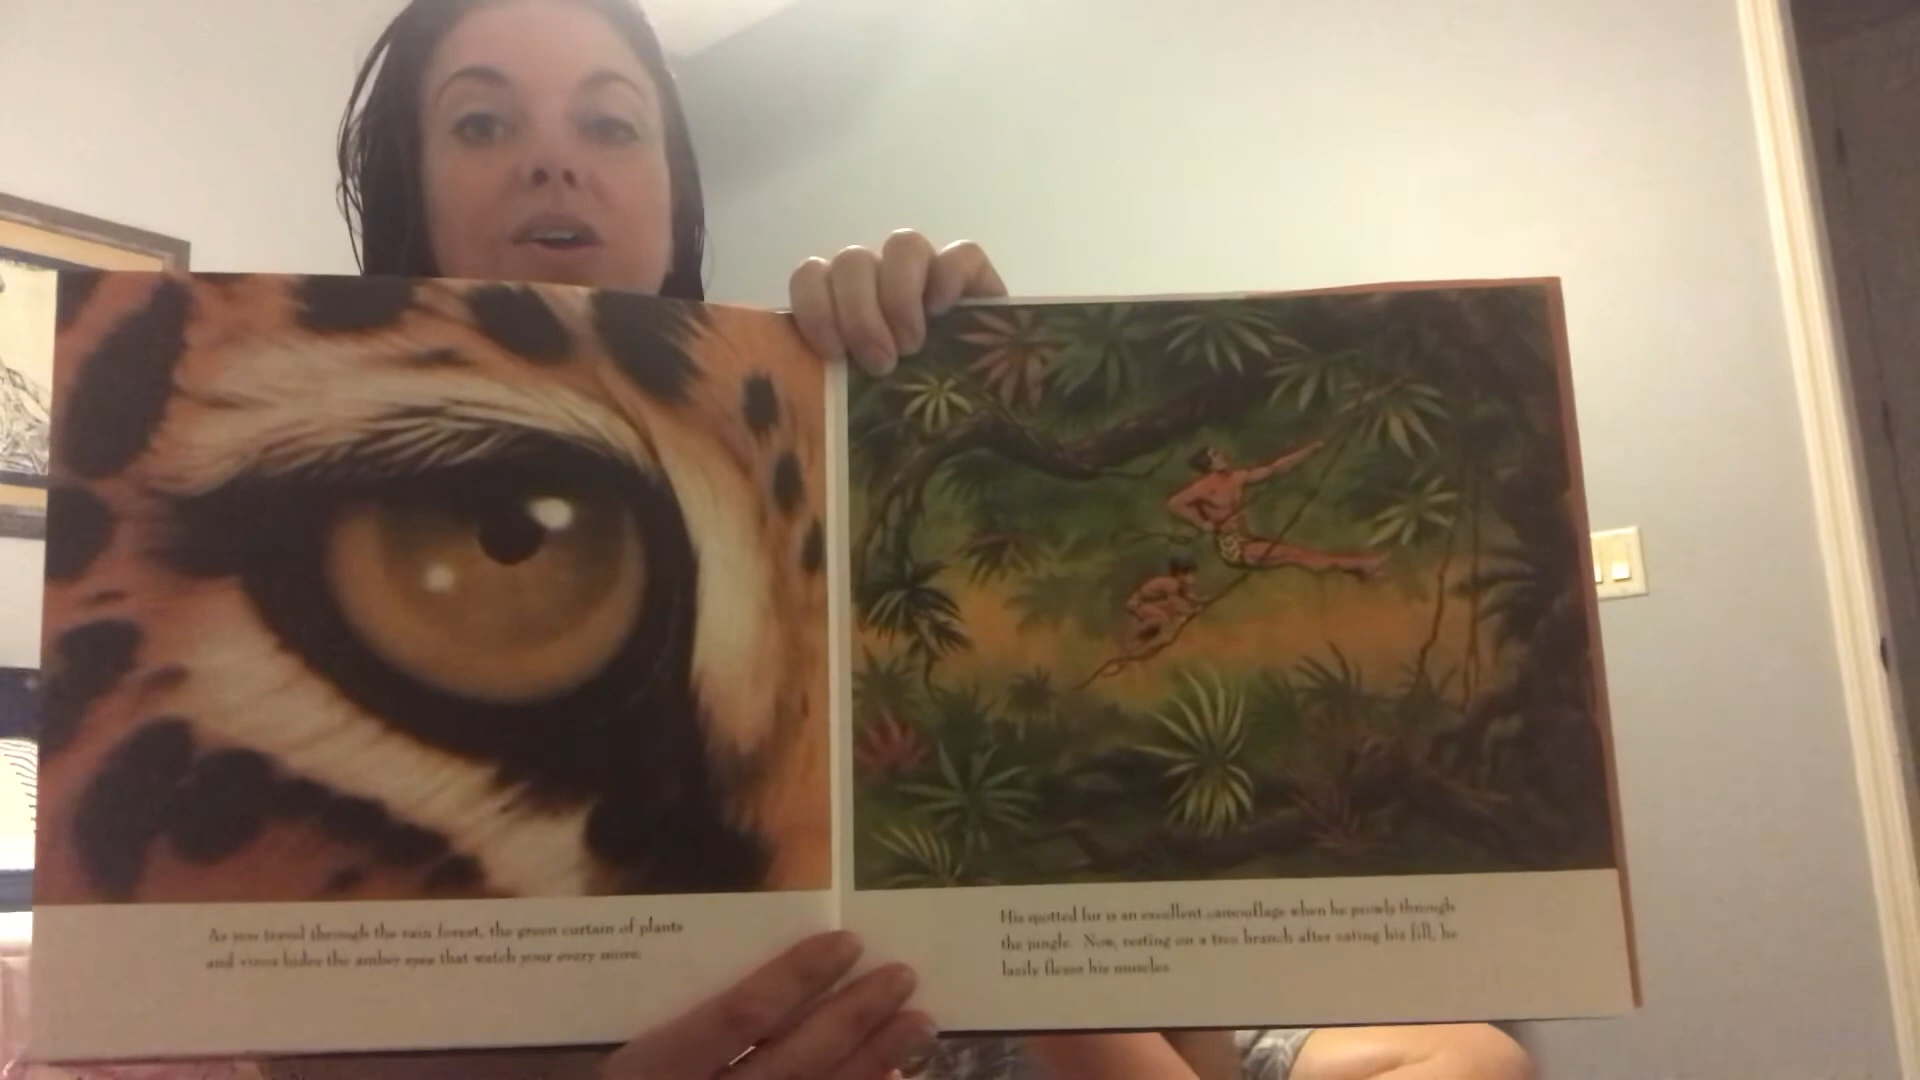 As you travel through the rain forest, the green curtain of plants
and vines hides the amber eyes that watch your every move.
His spotted fur is an excellent camouflage when he prowls through
the jungle. Now, resting on a tree branch after eating his fill, he
lazily flexes his muscles.